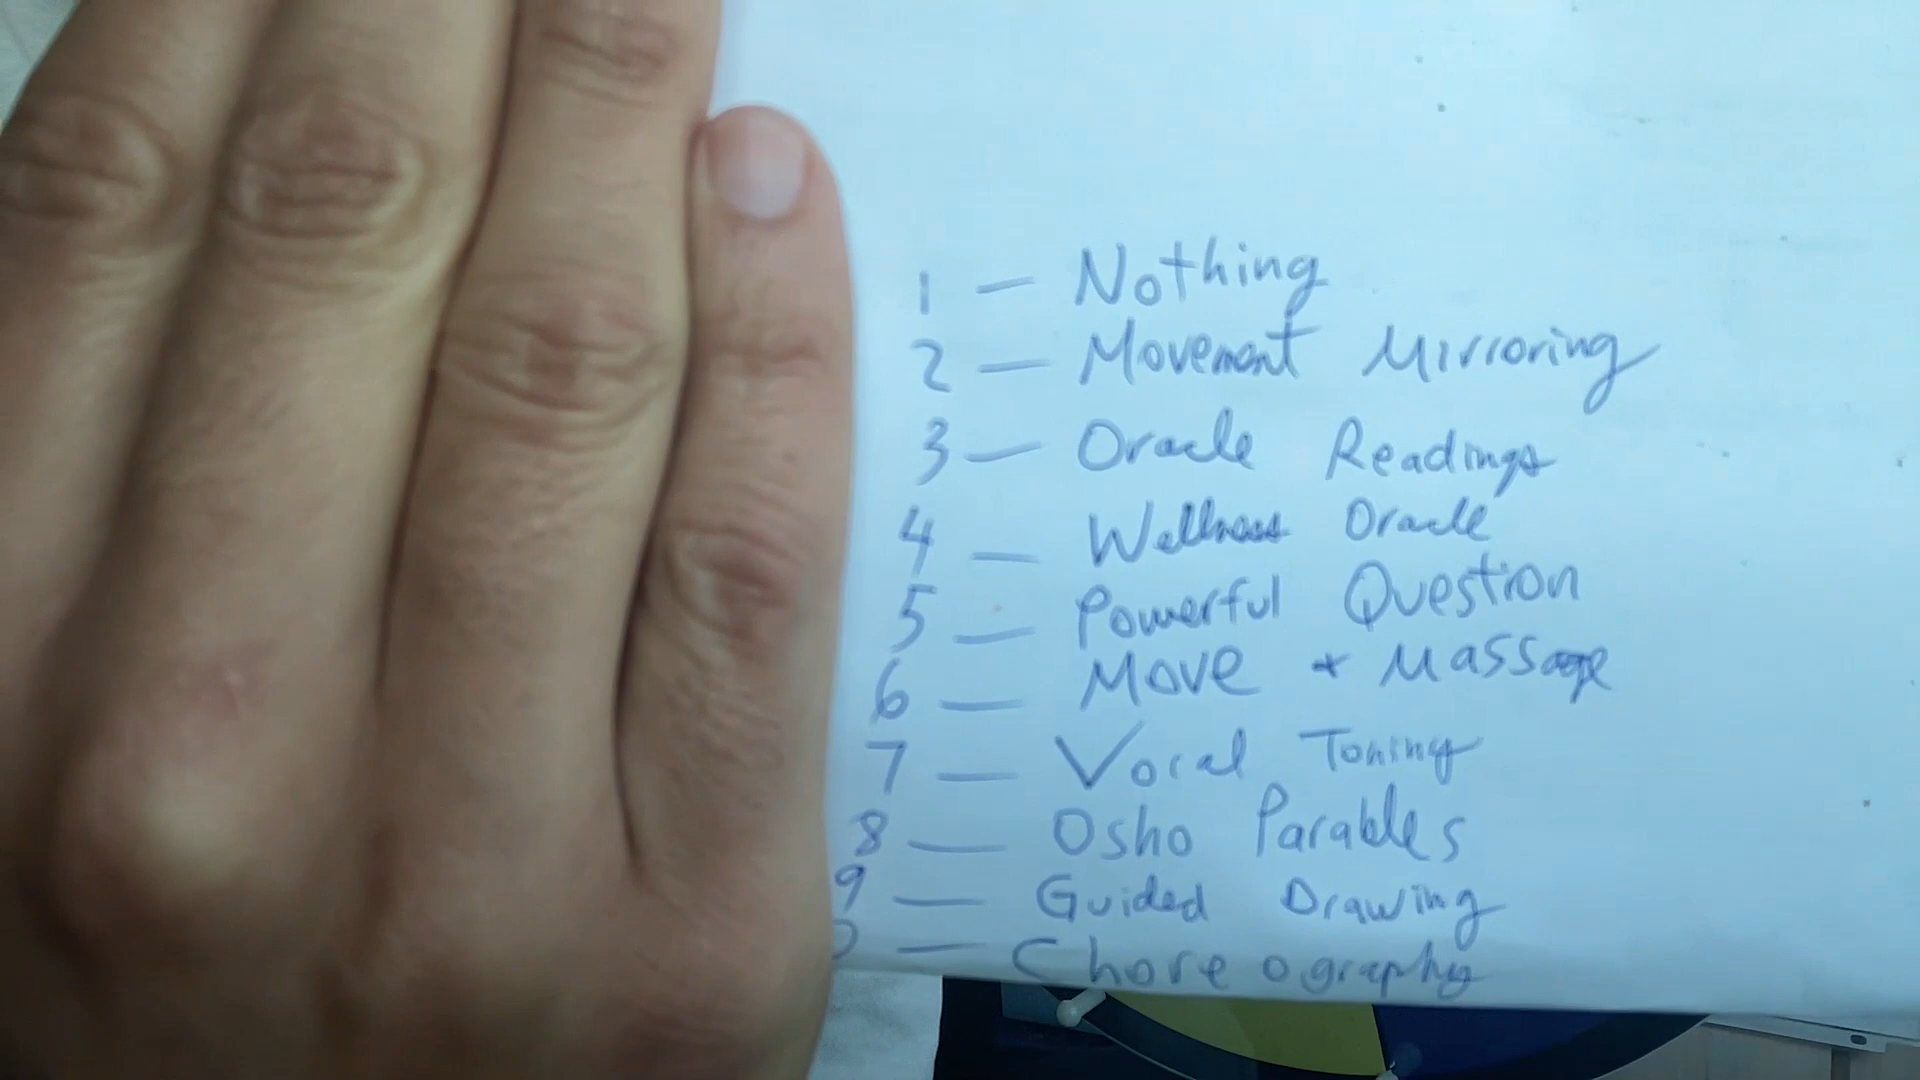 1 — Nothing
2 — Movement Mirroring
3 — Oracle Readings
4 — Wellness Oracle
5 — Powerful Question
6 — Move + Massage
7 — Vocal Toning
8 — Osho Parables
9 — Guided Drawing
0 — Choreography